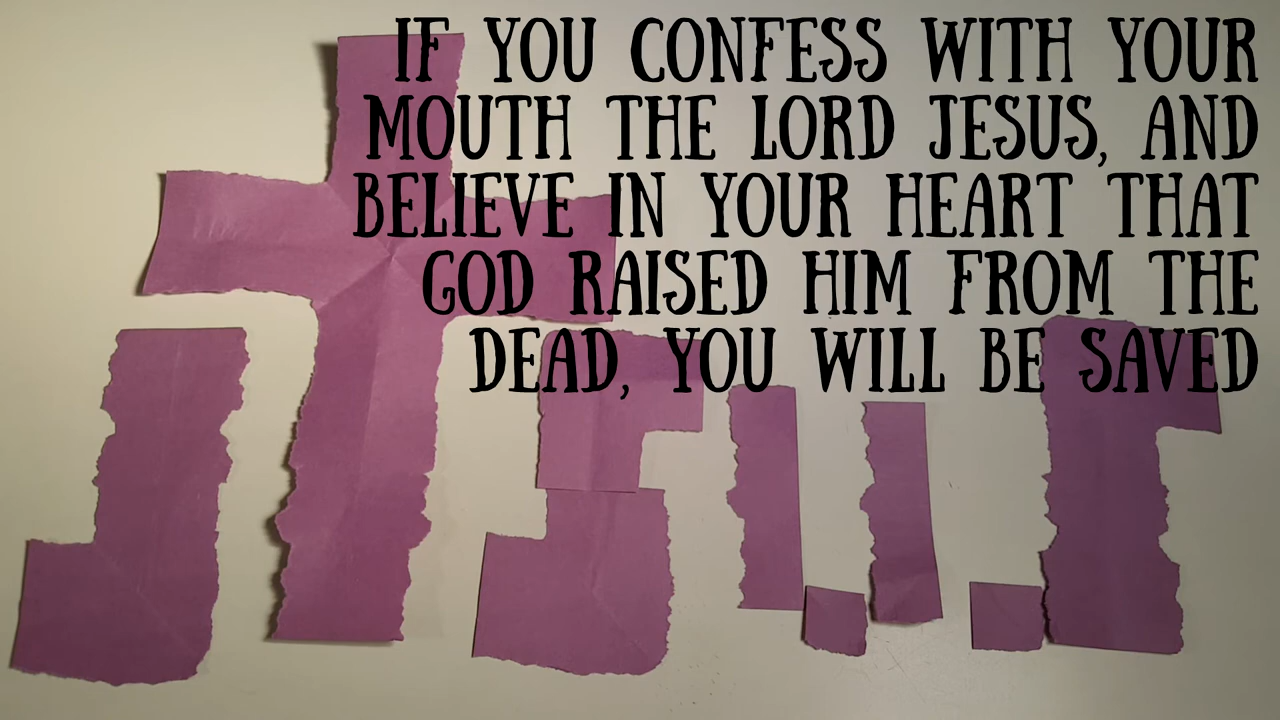 IF YOU CONFESS WITH YOUR
MOUTH THE LORD JESUS, AND
BELIEVE IN YOUR HEART THAT
GOD RAISED HIM FROM THE
DEAD, YOU WILL BE SAVED
J✝SUS